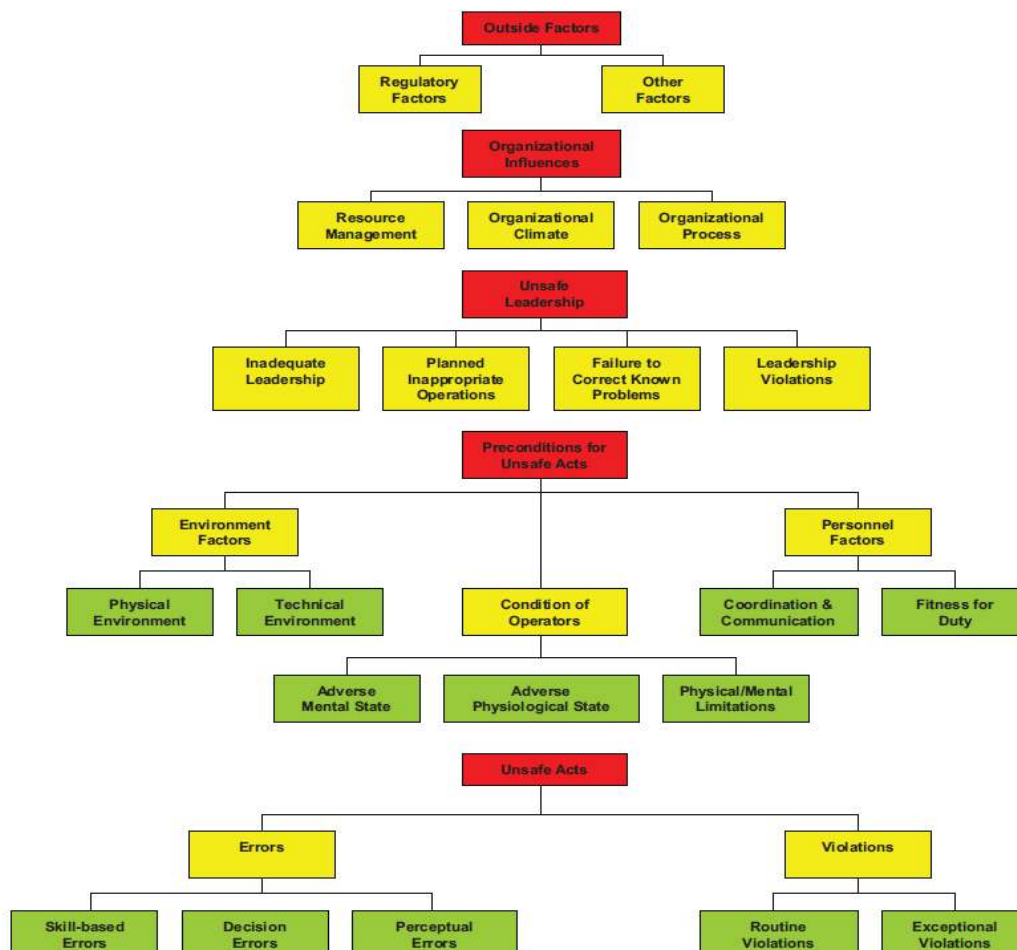 Outside Factors
Regulatory
Factors
Other
Factors
Organizational
Influences
Resource
Management
Organizational
Climate
Organizational
Process
Unsafe
Leadership
Inadequate
Leadership
Planned
Inappropriate
Operations
Failure to
Correct Known
Problems
Leadership
Violations
Preconditions for
Unsafe Acts
Environment
Factors
Personnel
Factors
Physical
Environment
Technical
Environment
Condition of
Operators
Coordination &
Communication
Fitness for
Duty
Adverse
Mental State
Adverse
Physiological State
Physical/Mental
Limitations
Unsafe Acts
Errors
Violations
Skill-based
Errors
Decision
Errors
Perceptual
Errors
Routine
Violations
Exceptional
Violations